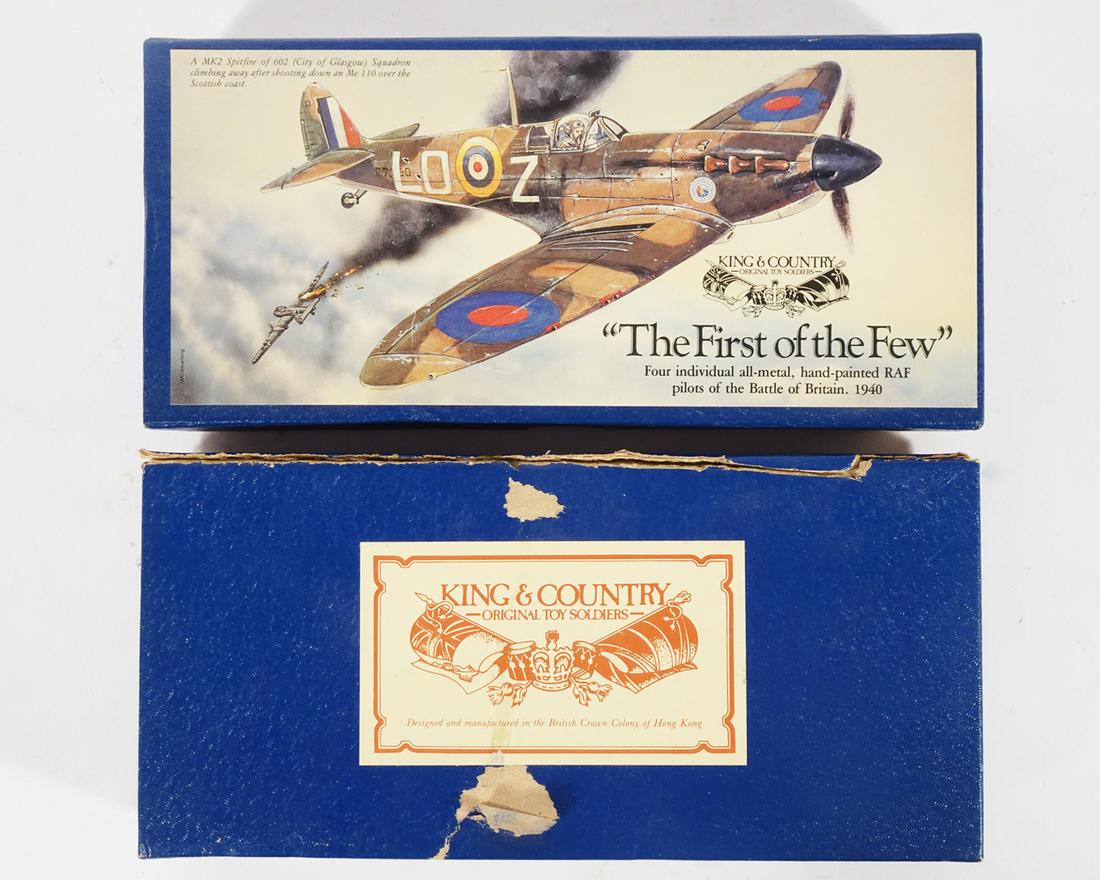 A MK2 Spitfire of 602 (City of Glasgow) Squadron
climbing away after shooting down an Me 110 over the
Scottish coast.
LO Z
KING & COUNTRY
ORIGINAL TOY SOLDIERS
“The First of the Few”
Four individual all-metal, hand-painted RAF
pilots of the Battle of Britain. 1940
KING & COUNTRY
ORIGINAL TOY SOLDIERS
Designed and manufactured in the British Crown Colony of Hong Kong